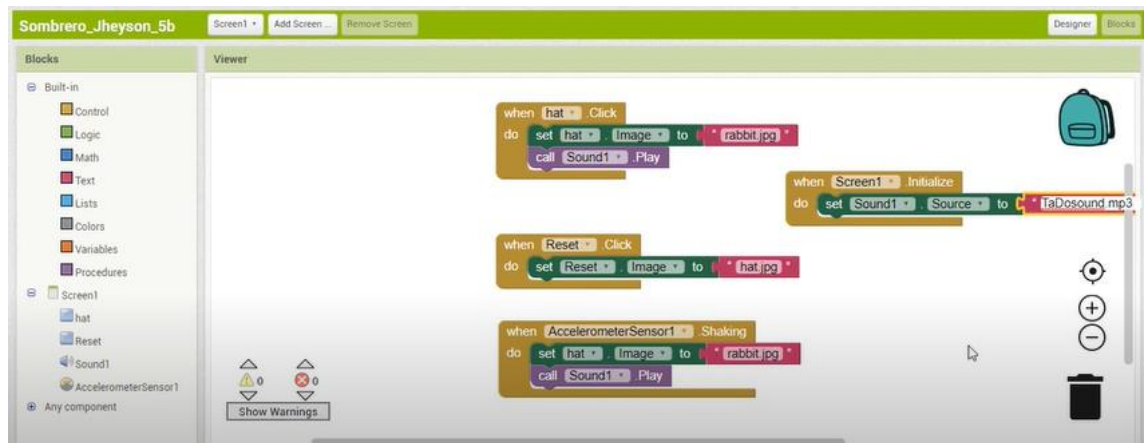 Sombrero_Jheyson_5b Screen1 Add Screen ... Remove Screen Designer Blocks
Blocks
Viewer
Built-in
Control
Logic
Math
Text
Lists
Colors
Variables
Procedures
Screen1
hat
Reset
Sound1
AccelerometerSensor1
Any component
when hat .Click
do set hat . Image to " rabbit.jpg "
call Sound1 .Play
when Screen1 .Initialize
do set Sound1 . Source to " TaDosound.mp3
when Reset .Click
do set Reset . Image to " hat.jpg "
when AccelerometerSensor1 .Shaking
do set hat . Image to " rabbit.jpg "
call Sound1 .Play
0 0
Show Warnings